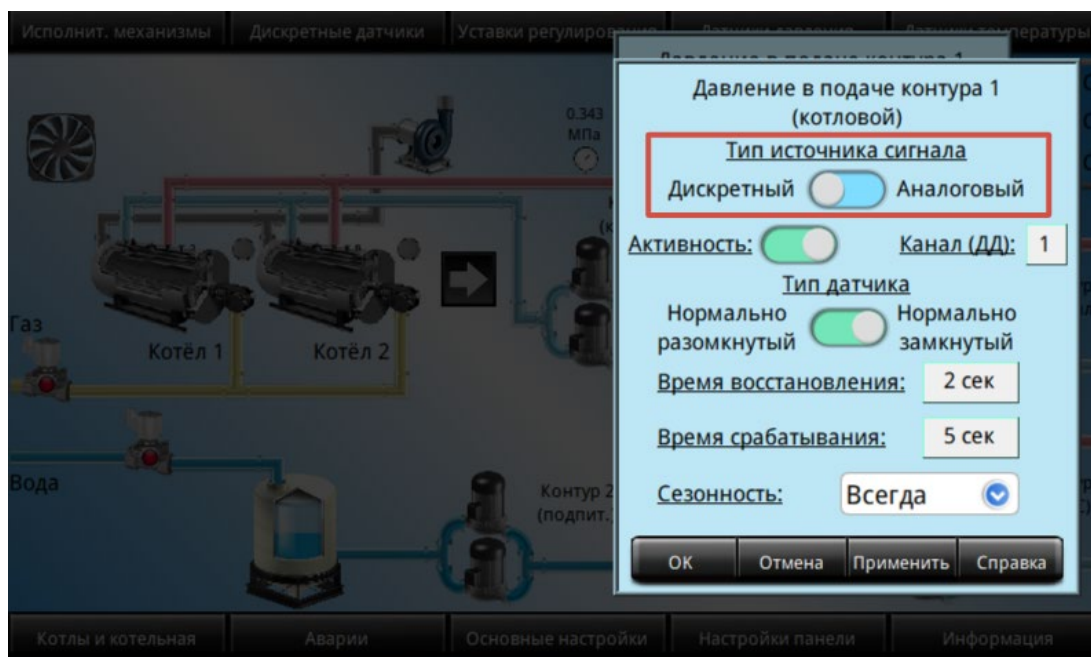 Исполнит. механизмы
Дискретные датчики
Уставки регулирования
Давление в подаче контура 1
(котловой)
Тип источника сигнала
Дискретный
Аналоговый
Активность:
Канал (ДД):
1
Тип датчика
Нормально
разомкнутый
Нормально
замкнутый
Время восстановления:
2 сек
Время срабатывания:
5 сек
Сезонность:
Всегда
ОК
Отмена
Применить
Справка
0.343
МПа
Газ
Котёл 1
Котёл 2
Вода
Контур 2
(подпит.
Котлы и котельная
Аварии
Основные настройки
Настройки панели
Информация